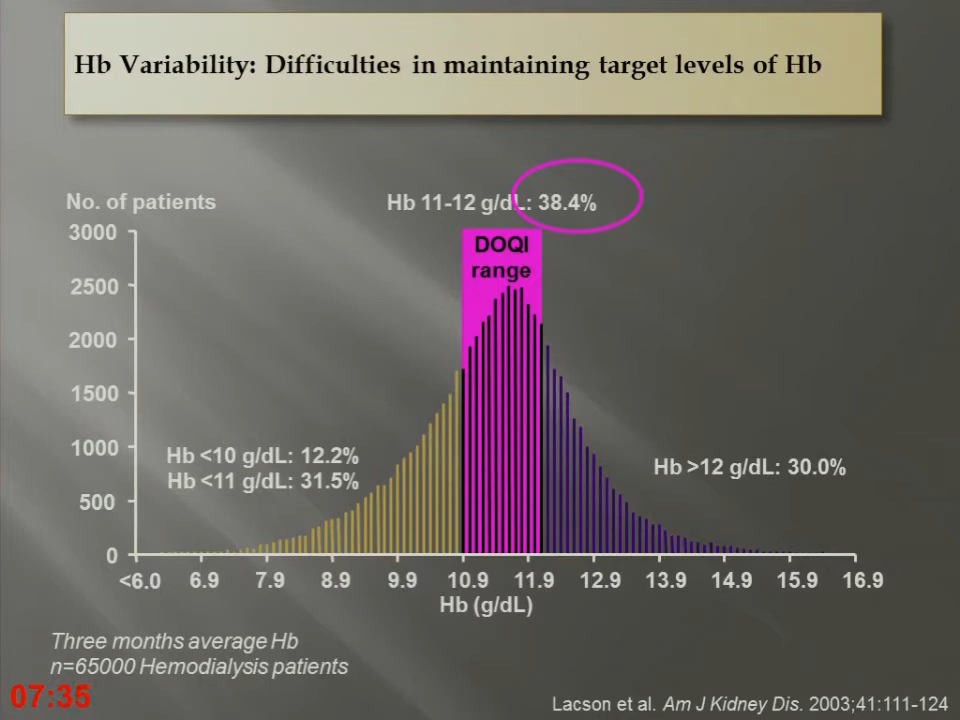 Hb Variability: Difficulties in maintaining target levels of Hb
No. of patients
Hb 11-12 g/dL: 38.4%
3000
DOQI
range
2500
2000
1500
1000
Hb <10 g/dL: 12.2%
Hb <11 g/dL: 31.5%
Hb >12 g/dL: 30.0%
500
0
<6.0 6.9 7.9 8.9 9.9 10.9 11.9 12.9 13.9 14.9 15.9 16.9
Hb (g/dL)
Three months average Hb
n=65000 Hemodialysis patients
07:35
Lacson et al. Am J Kidney Dis. 2003;41:111-124